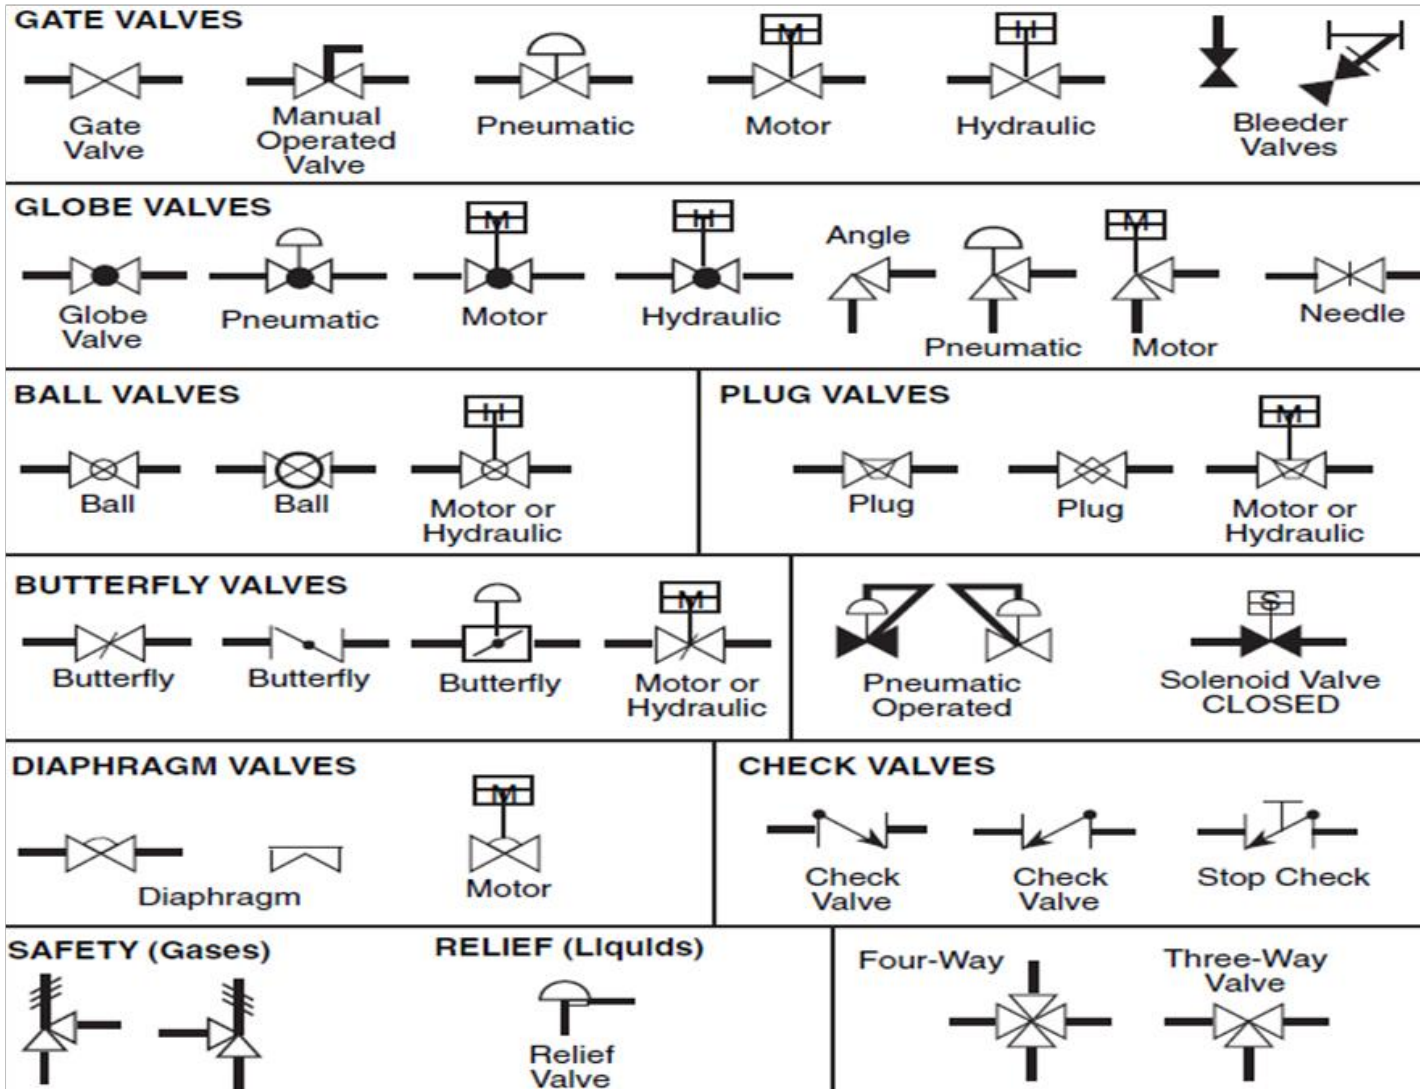 GATE VALVES
M
H
Gate
Valve
Manual
Operated
Valve
Pneumatic
Motor
Hydraulic
Bleeder
Valves
GLOBE VALVES
M
H
Angle
M
Globe
Valve
Pneumatic
Motor
Hydraulic
Pneumatic
Motor
Needle
BALL VALVES
H
Ball
Ball
Motor or
Hydraulic
PLUG VALVES
M
Plug
Plug
Motor or
Hydraulic
BUTTERFLY VALVES
M
Butterfly
Butterfly
Butterfly
Motor or
Hydraulic
Pneumatic
Operated
S
Solenoid Valve
CLOSED
DIAPHRAGM VALVES
M
Diaphragm
Motor
CHECK VALVES
Check
Valve
Check
Valve
Stop Check
SAFETY (Gases)
RELIEF (Liquids)
Relief
Valve
Four-Way
Three-Way
Valve